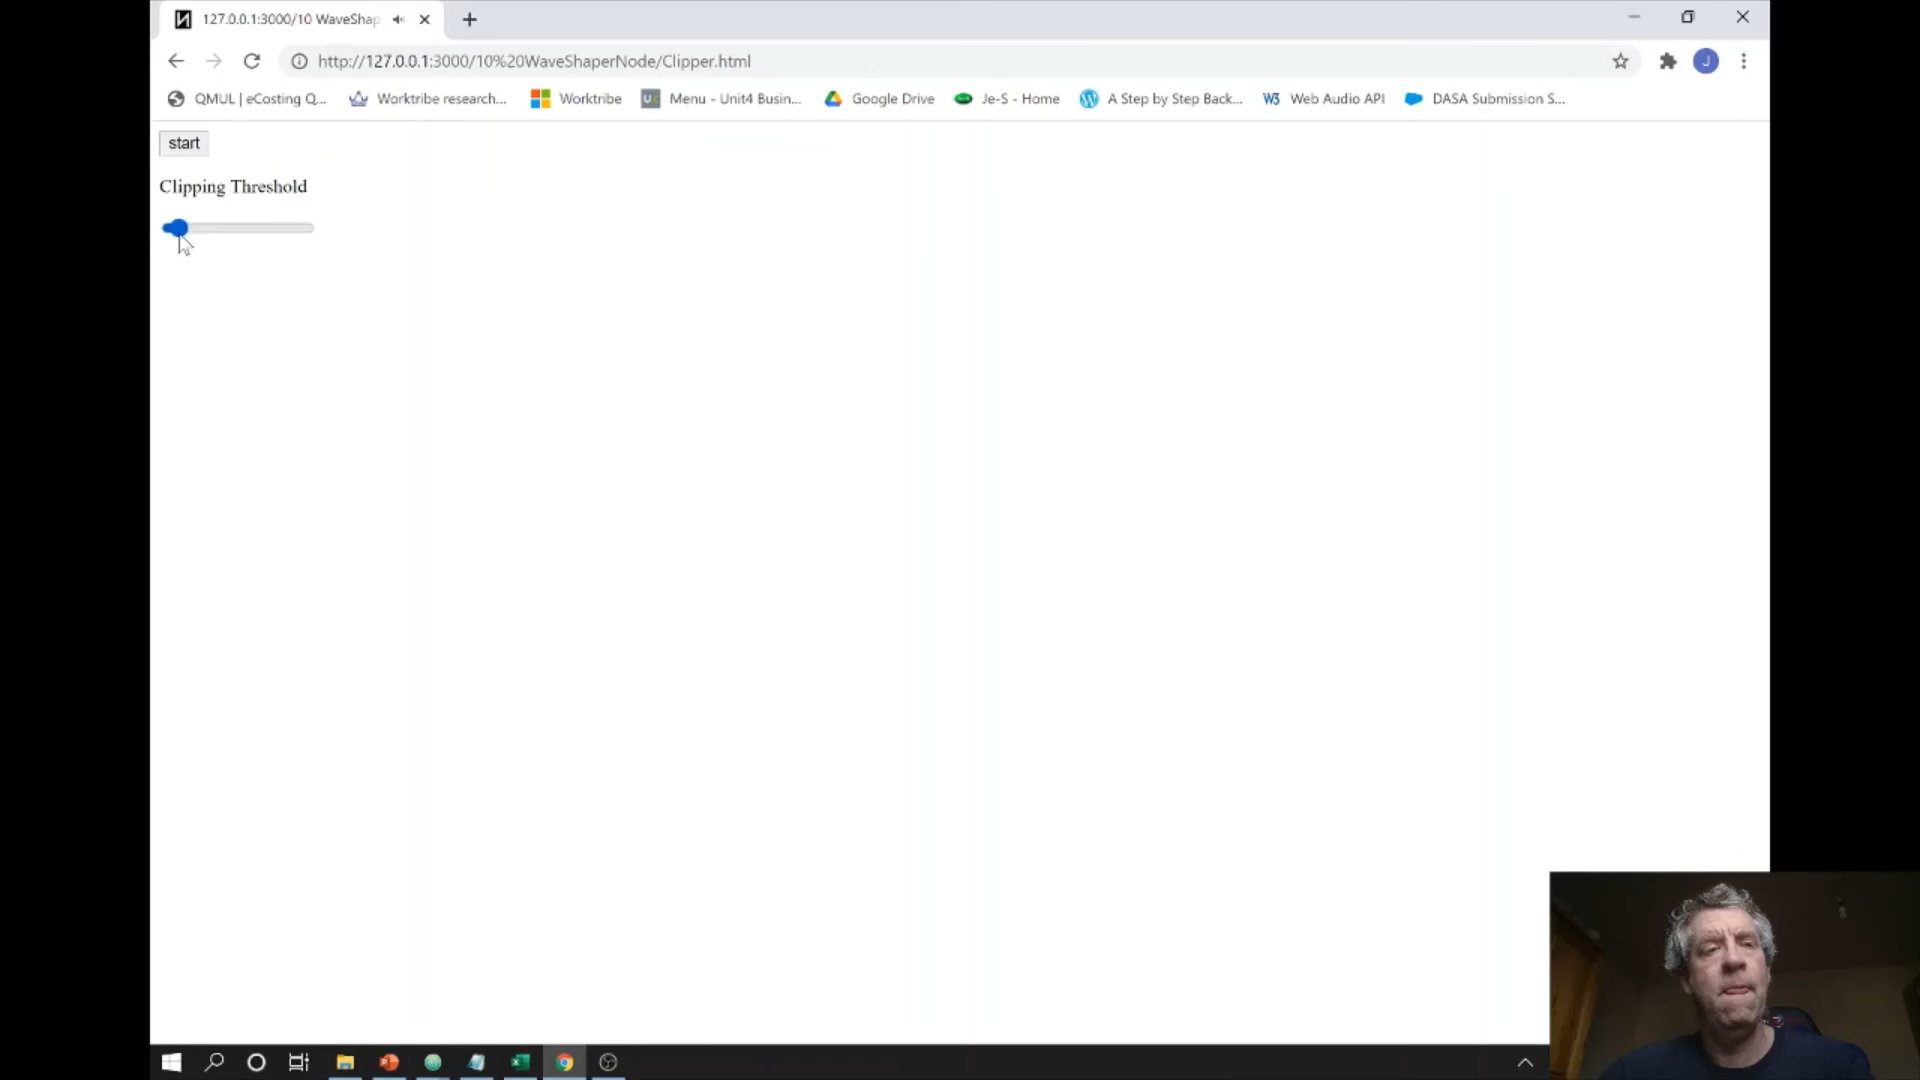 127.0.0.1:3000/10 WaveShap
http://127.0.0.1:3000/10%20WaveShaperNode/Clipper.html
J
QMUL | eCosting Q... Worktribe research... Worktribe Menu - Unit4 Busin... Google Drive Je-S - Home A Step by Step Back... W3 Web Audio API DASA Submission S...
start
Clipping Threshold